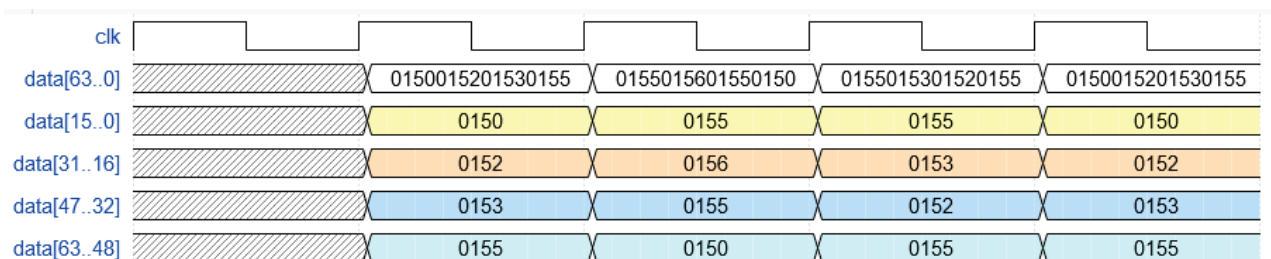 clk
data[63..0] 0150015201530155 0155015601550150 0155015301520155 0150015201530155
data[15..0] 0150 0155 0155 0150
data[31..16] 0152 0156 0153 0152
data[47..32] 0153 0155 0152 0153
data[63..48] 0155 0150 0155 0155